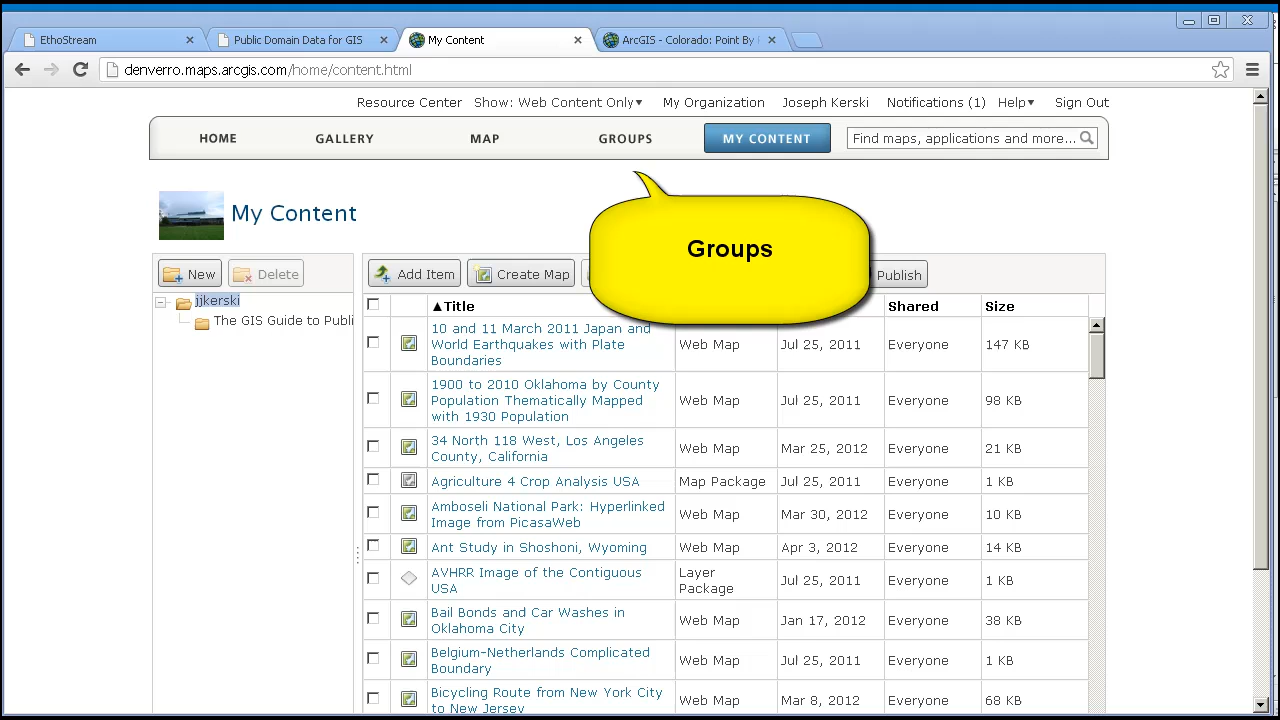 EthoStream
Public Domain Data for GIS
My Content
ArcGIS - Colorado: Point By
denverro.maps.arcgis.com/home/content.html
Resource Center Show: Web Content Only My Organization Joseph Kerski Notifications (1) Help Sign Out
HOME GALLERY MAP GROUPS MY CONTENT Find maps, applications and more...
My Content
Groups
New Delete Add Item Create Map Publish
jjkerski
The GIS Guide to Publi
Title Shared Size
10 and 11 March 2011 Japan and
World Earthquakes with Plate
Boundaries
Web Map Jul 25, 2011 Everyone 147 KB
1900 to 2010 Oklahoma by County
Population Thematically Mapped
with 1930 Population
Web Map Jul 25, 2011 Everyone 98 KB
34 North 118 West, Los Angeles
County, California
Web Map Mar 25, 2012 Everyone 21 KB
Agriculture 4 Crop Analysis USA Map Package Jul 25, 2011 Everyone 1 KB
Amboseli National Park: Hyperlinked
Image from PicasaWeb
Web Map Mar 30, 2012 Everyone 10 KB
Ant Study in Shoshoni, Wyoming Web Map Apr 3, 2012 Everyone 14 KB
AVHRR Image of the Contiguous
USA
Layer
Package
Jul 25, 2011 Everyone 1 KB
Bail Bonds and Car Washes in
Oklahoma City
Web Map Jan 17, 2012 Everyone 38 KB
Belgium-Netherlands Complicated
Boundary
Web Map Jul 25, 2011 Everyone 1 KB
Bicycling Route from New York City
to New Jersey
Web Map Mar 8, 2012 Everyone 68 KB